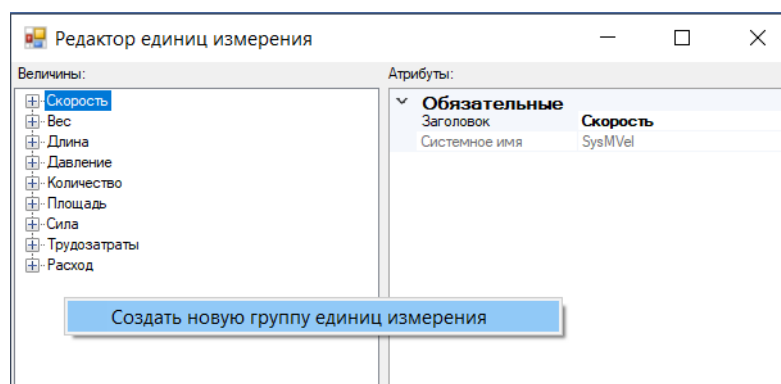 Редактор единиц измерения
Величины:
Скорость
Вес
Длина
Давление
Количество
Площадь
Сила
Трудозатраты
Расход
Создать новую группу единиц измерения
Атрибуты:
Обязательные
Заголовок Скорость
Системное имя SysMVel